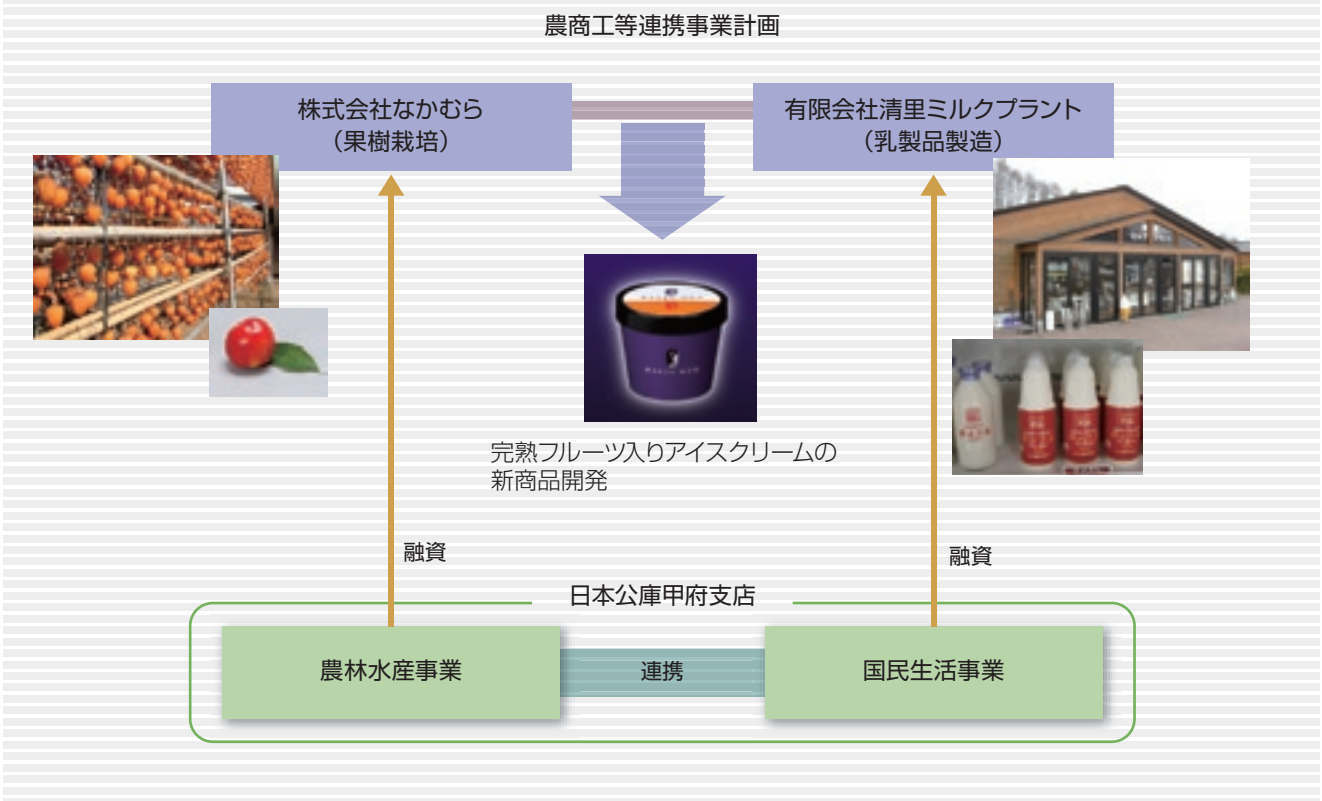 農商工等連携事業計画
株式会社なかむら
（果樹栽培）
有限会社清里ミルクプラント
（乳製品製造）
完熟フルーツ入りアイスクリームの
新商品開発
融資
融資
日本公庫甲府支店
農林水産事業
連携
国民生活事業